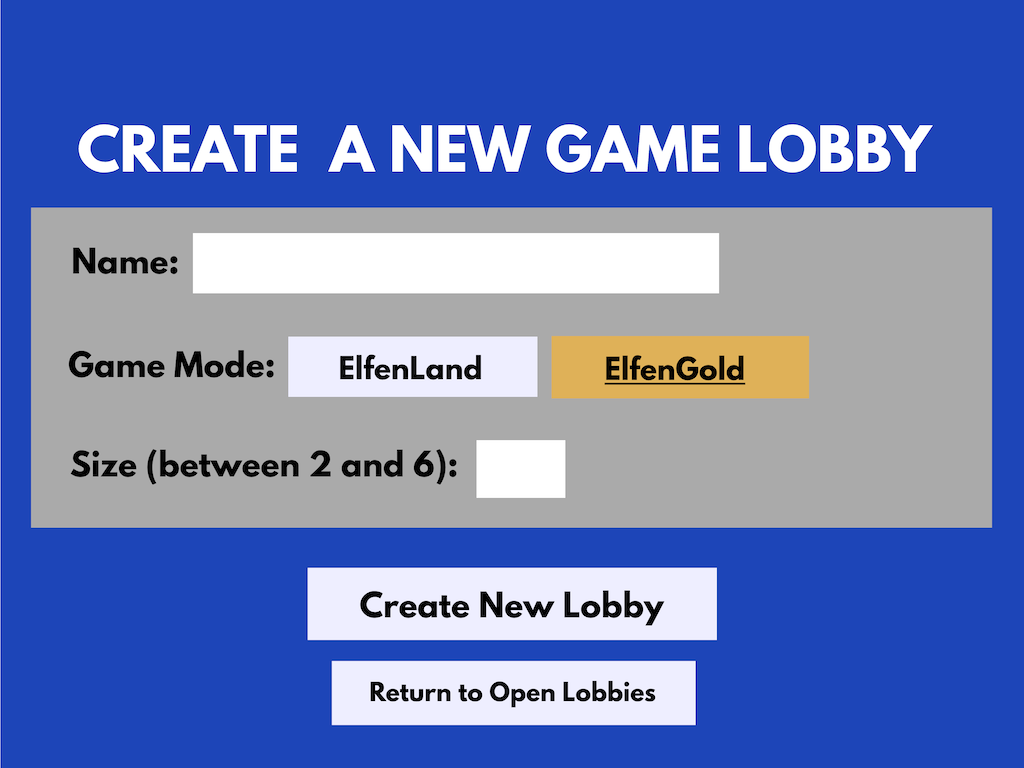 CREATE A NEW GAME LOBBY
Name:
Game Mode: ElfenLand ElfenGold
Size (between 2 and 6):
Create New Lobby
Return to Open Lobbies